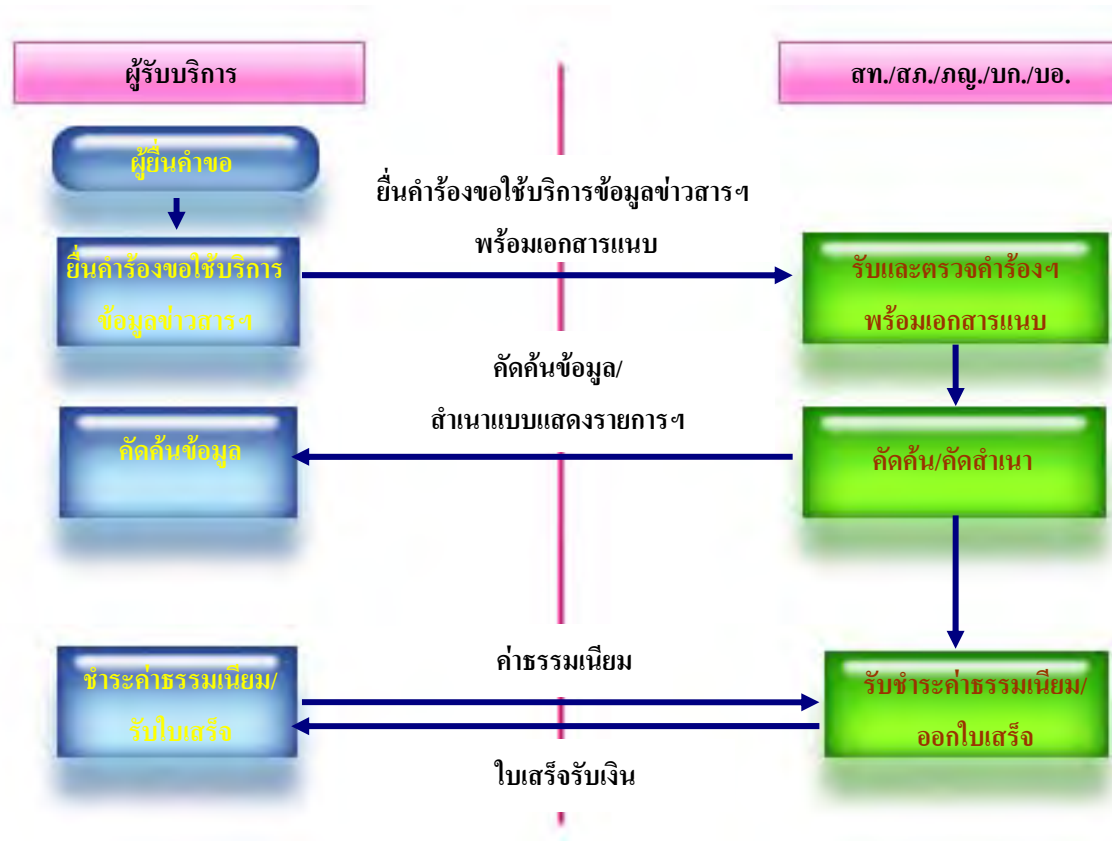 ผู้รับบริการ
สท./สภ./ภญ./บก./บอ.
ผู้ยื่นคำขอ
ยื่นคำร้องขอใช้บริการข้อมูลข่าวสารฯ
พร้อมเอกสารแนบ
ยื่นคำร้องขอใช้บริการ
ข้อมูลข่าวสารฯ
รับและตรวจคำร้องฯ
พร้อมเอกสารแนบ
คัดค้นข้อมูล/
สำเนาแบบแสดงรายการฯ
คัดค้นข้อมูล
คัดค้น/คัดสำเนา
ค่าธรรมเนียม
ชำระค่าธรรมเนียม/
รับใบเสร็จ
รับชำระค่าธรรมเนียม/
ออกใบเสร็จ
ใบเสร็จรับเงิน